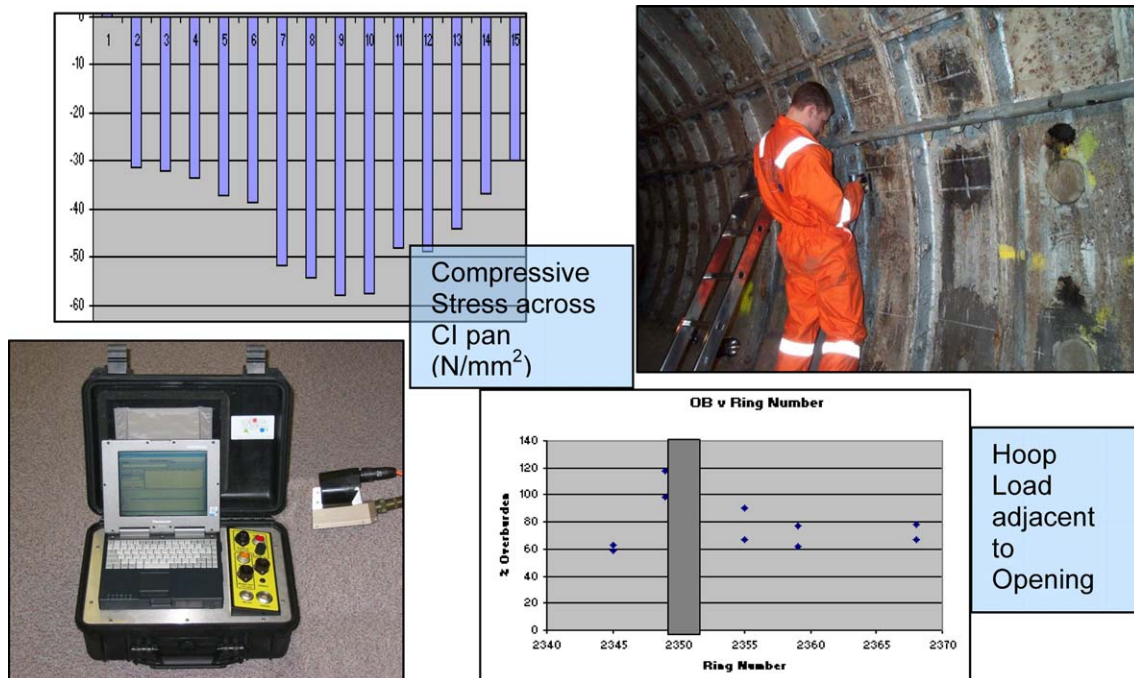 0
1 2 3 4 5 6 7 8 9 10 11 12 13 14 15
-10
-20
-30
-40
-50
-60
Compressive
Stress across
CI pan
(N/mm²)
Panasonic
OB v Ring Number
140
120
100
80
60
40
20
0
% Overburden
2340 2345 2350 2355 2360 2365 2370
Ring Number
Hoop
Load
adjacent
to
Opening